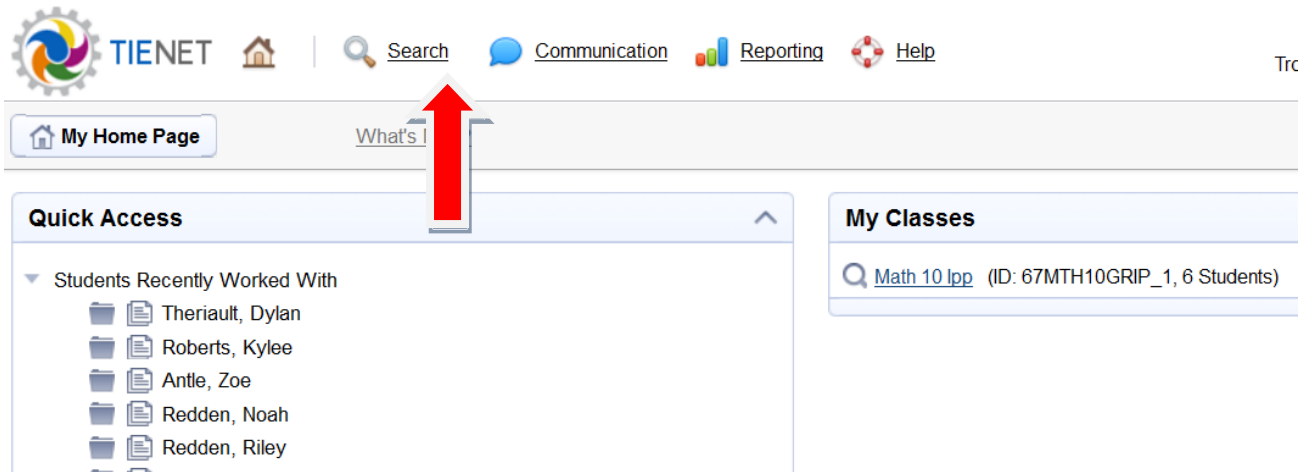 TIENET Search Communication Reporting Help
My Home Page What's
Quick Access
Students Recently Worked With
Theriault, Dylan
Roberts, Kylee
Antle, Zoe
Redden, Noah
Redden, Riley
My Classes
Math 10 Ipp (ID: 67MTH10GRIP_1, 6 Students)